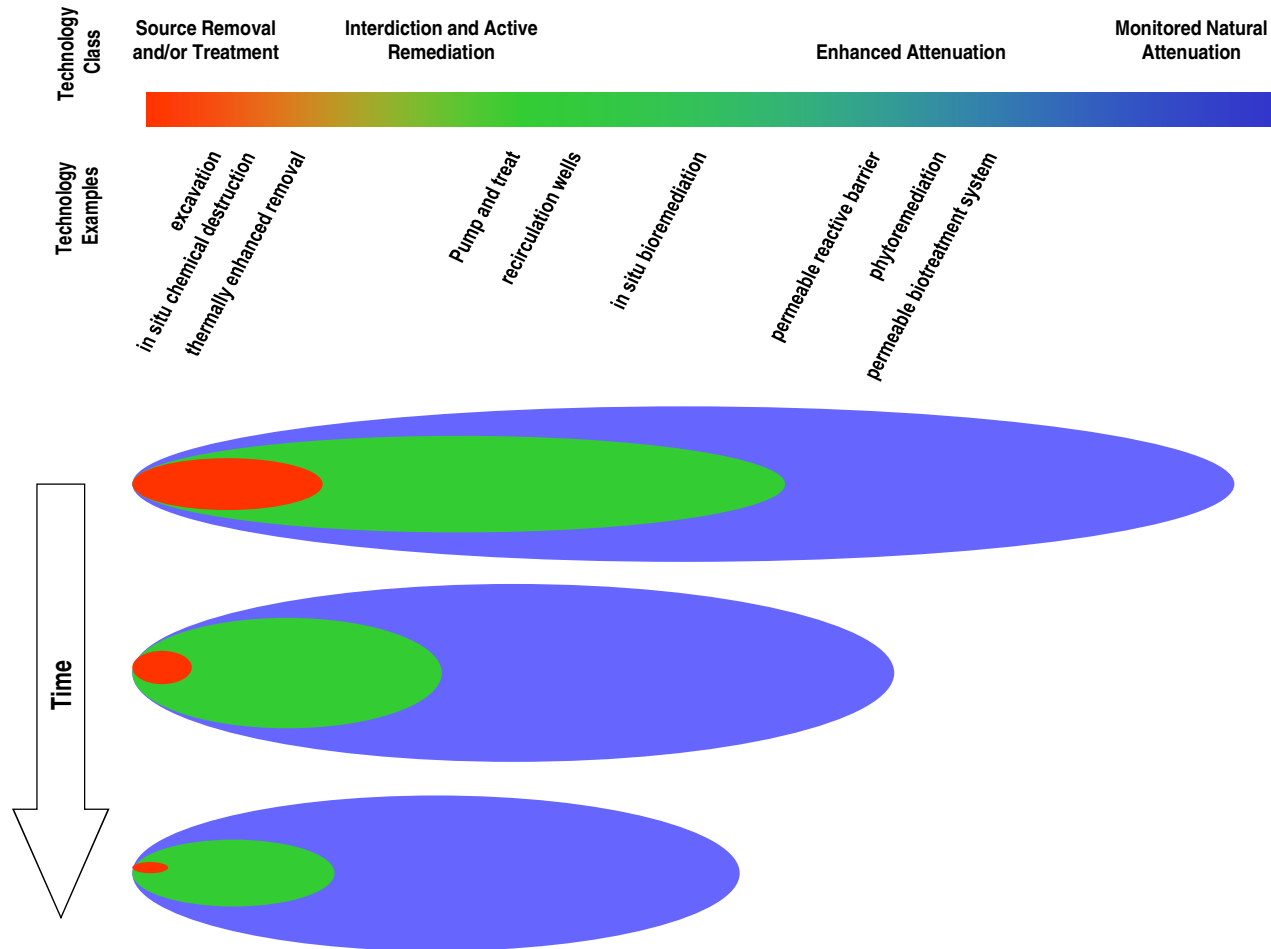 Technology
Class
Source Removal
and/or Treatment
Interdiction and Active
Remediation
Enhanced Attenuation
Monitored Natural
Attenuation
Technology
Examples
excavation
in situ chemical destruction
thermally enhanced removal
Pump and treat
recirculation wells
in situ bioremediation
permeable reactive barrier
phytoremediation
permeable biotreatment system
Time